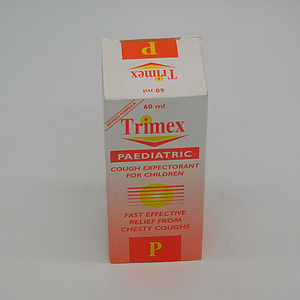 P
Trimex
60 ml
60 ml
Trimex
PAEDIATRIC
COUGH EXPECTORANT
FOR CHILDREN
FAST EFFECTIVE
RELIEF FROM
CHESTY COUGHS
P